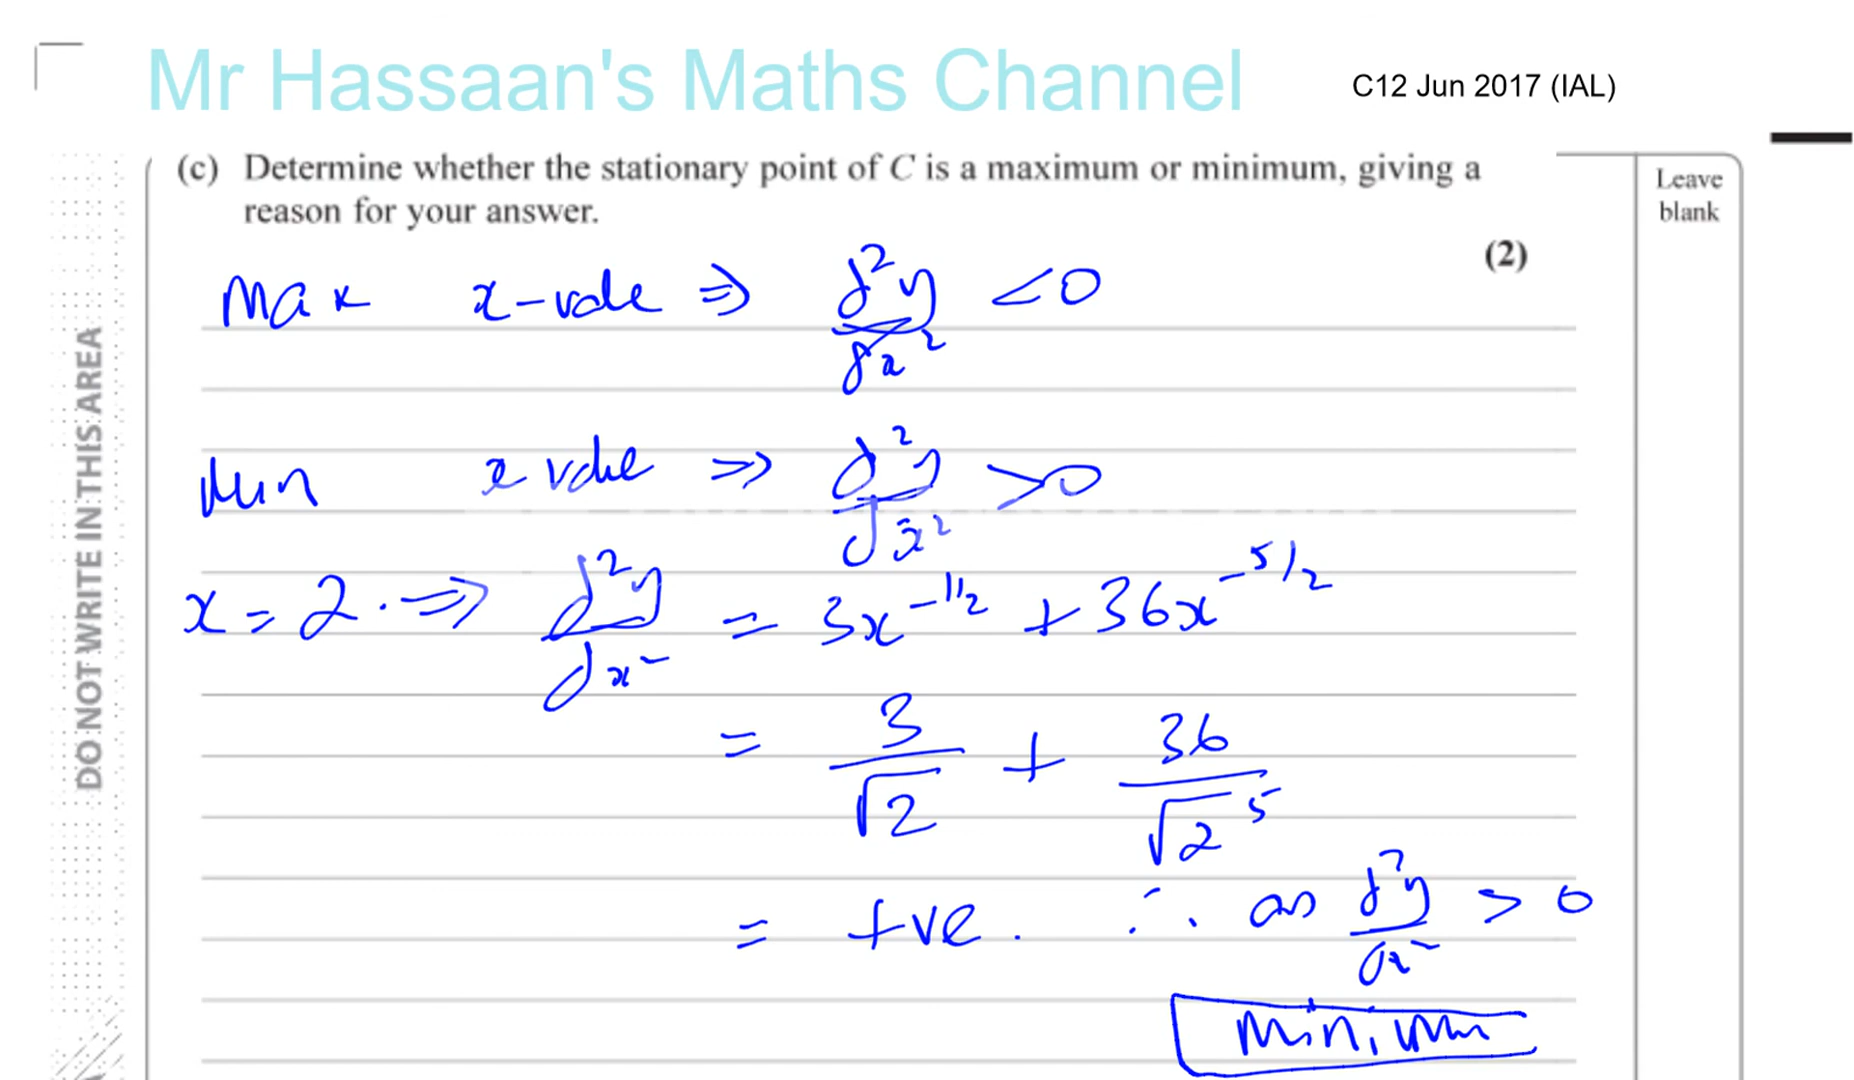 Mr Hassaan's Maths Channel
C12 Jun 2017 (IAL)
(c) Determine whether the stationary point of C is a maximum or minimum, giving a
reason for your answer.
(2)
Leave
blank
DO NOT WRITE IN THIS AREA
Max x-value ⇒ d²y/dx² <0
Min x value ⇒ d²y/dx² >0
x = 2 ⇒ d²y/dx² = 3x^(-1/2) + 36x^(-5/2)
= 3/√2 + 36/√2^5
= +ve. ∴ as d²y/dx² > 0
Minimum